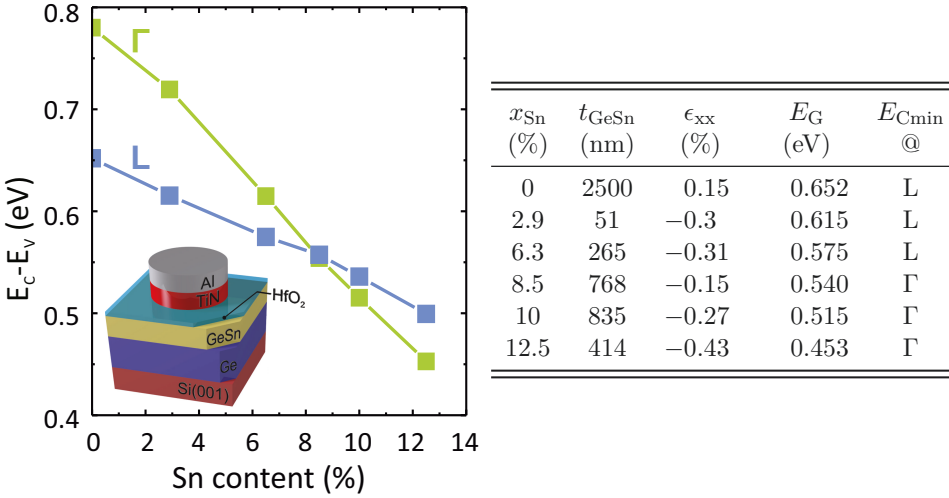 0.8
0.7
0.6
0.5
0.4
E_C-E_V (eV)
Γ
L
Al
TiN
HfO₂
GeSn
Ge
Si(001)
0 2 4 6 8 10 12 14
Sn content (%)
x_Sn t_GeSn ϵ_xx E_G E_Cmin
(%) (nm) (%) (eV) @
0 2500 0.15 0.652 L
2.9 51 −0.3 0.615 L
6.3 265 −0.31 0.575 L
8.5 768 −0.15 0.540 Γ
10 835 −0.27 0.515 Γ
12.5 414 −0.43 0.453 Γ